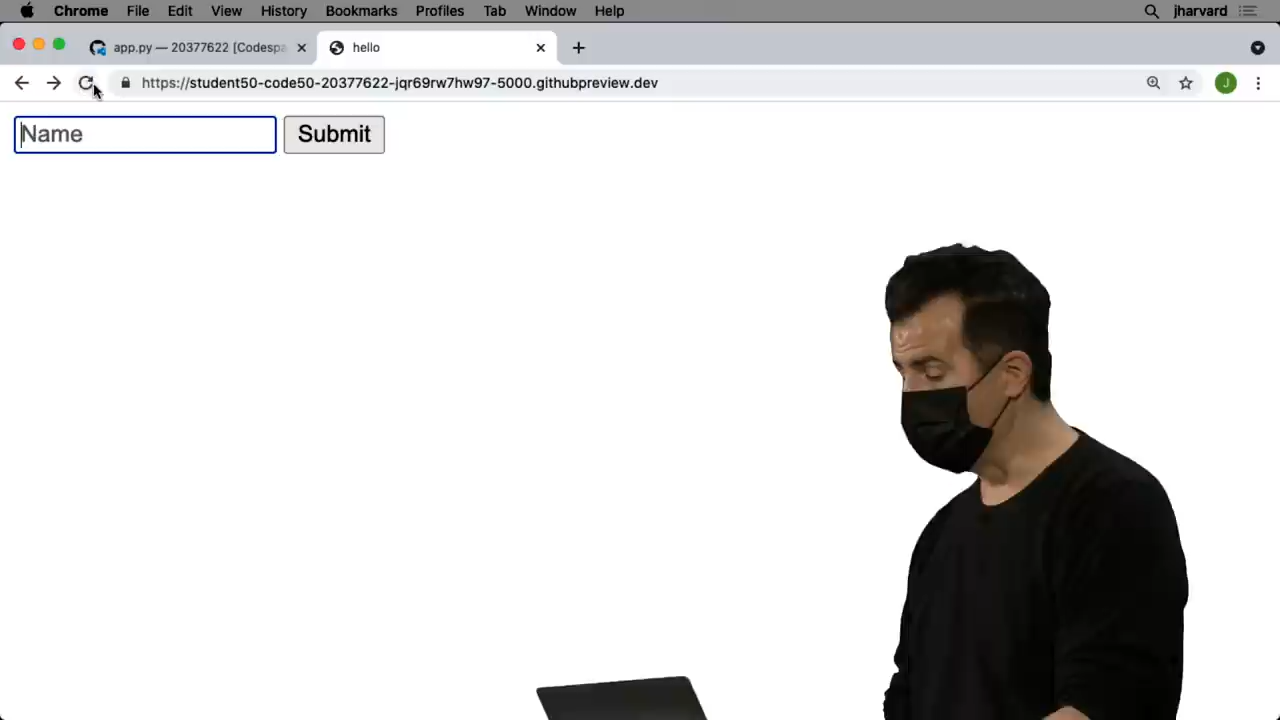 Chrome File Edit View History Bookmarks Profiles Tab Window Help jharvard
app.py — 20377622 [Codespa hello
https://student50-code50-20377622-jqr69rw7hw97-5000.githubpreview.dev J
Name Submit